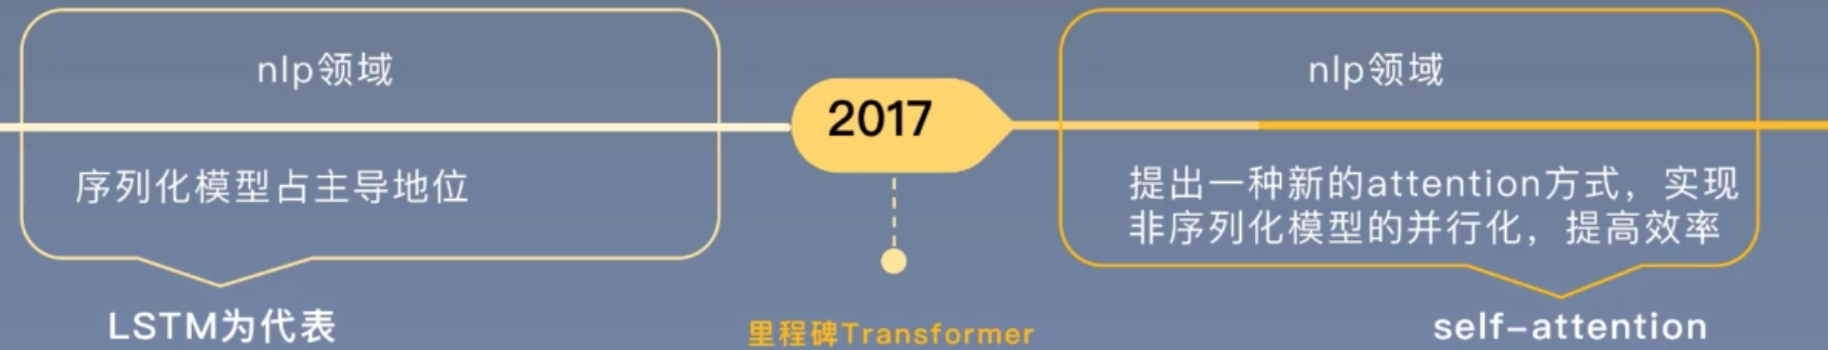 nlp领域
序列化模型占主导地位
LSTM为代表
2017
里程碑Transformer
nlp领域
提出一种新的attention方式，实现
非序列化模型的并行化，提高效率
self-attention